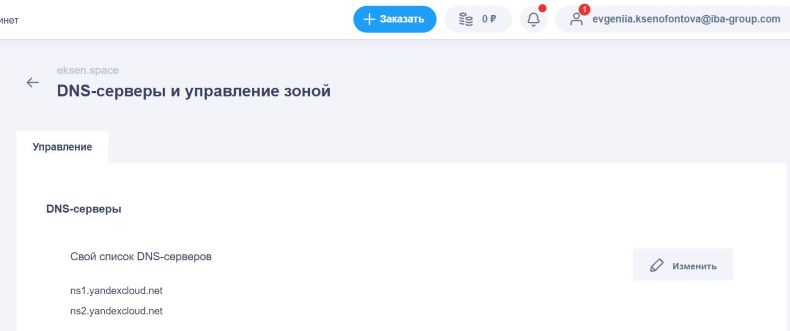 Заказать
0 ₽
1
evgeniia.ksenofontova@iba-group.com
eksen.space
DNS-серверы и управление зоной
Управление
DNS-серверы
Свой список DNS-серверов
Изменить
ns1.yandexcloud.net
ns2.yandexcloud.net